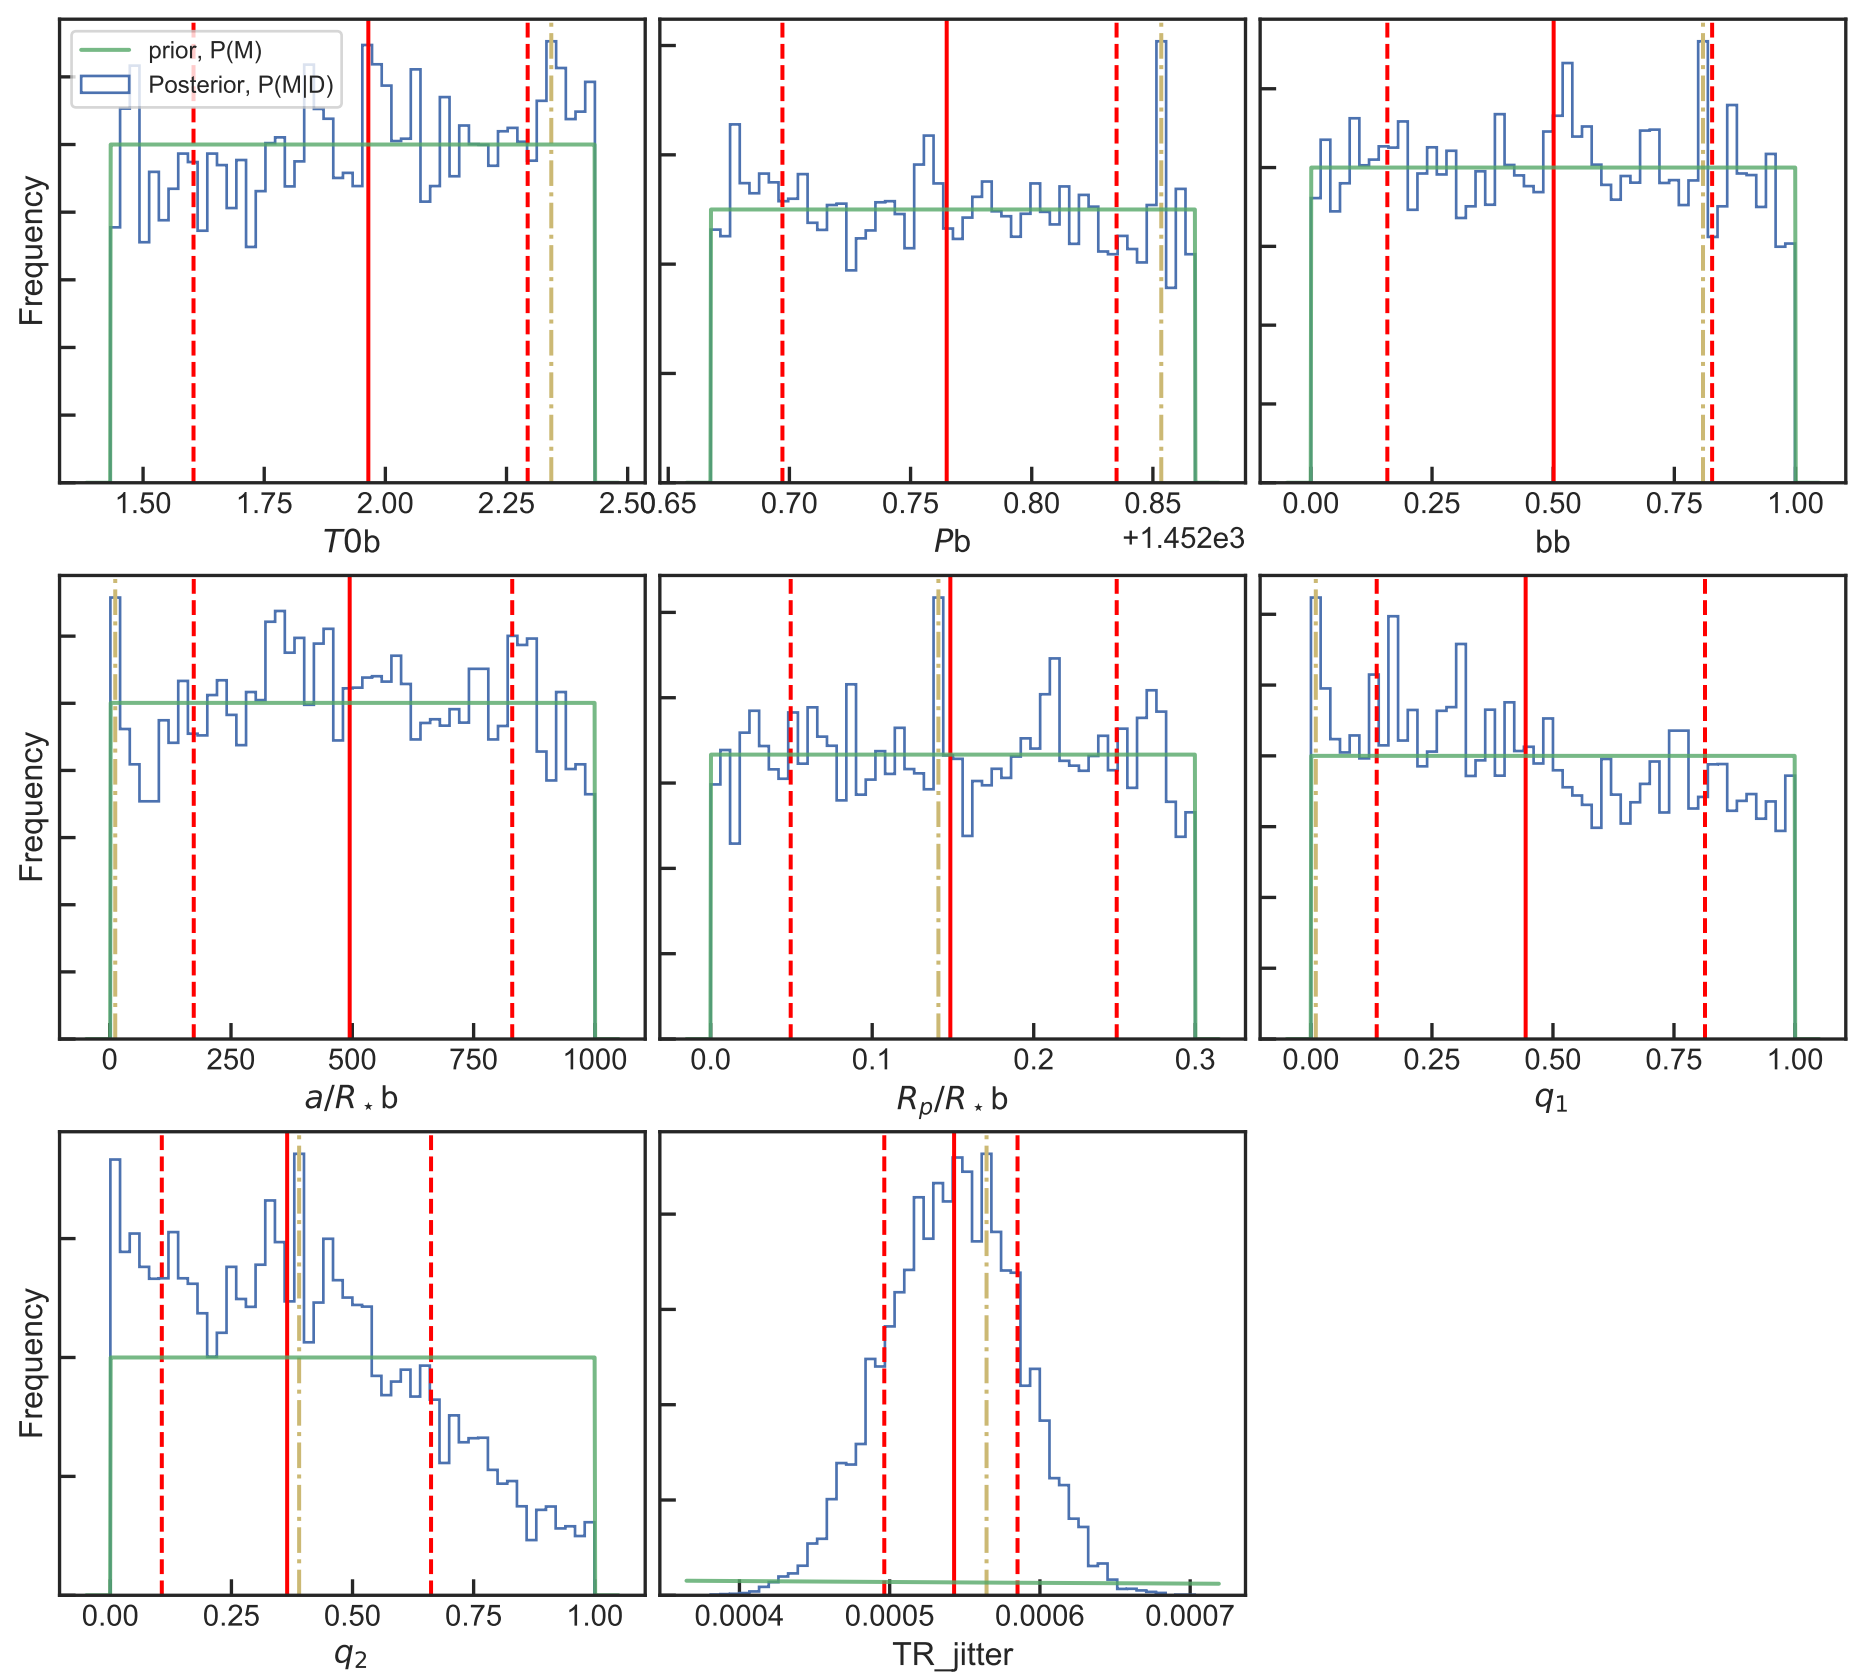 prior, P(M)
Posterior, P(M|D)
Frequency
1.50 1.75 2.00 2.25 2.50
T0b
0.65 0.70 0.75 0.80 0.85
+1.452e3
Pb
0.00 0.25 0.50 0.75 1.00
bb
Frequency
0 250 500 750 1000
a/R⋆b
0.0 0.1 0.2 0.3
Rp/R⋆b
0.00 0.25 0.50 0.75 1.00
q1
Frequency
0.00 0.25 0.50 0.75 1.00
q2
0.0004 0.0005 0.0006 0.0007
TR_jitter